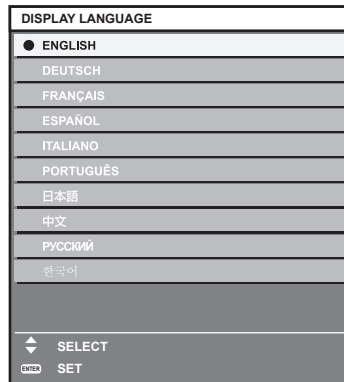 DISPLAY LANGUAGE
ENGLISH
DEUTSCH
FRANÇAIS
ESPAÑOL
ITALIANO
PORTUGUÊS
日本語
中文
РУССКИЙ
한국어
SELECT
ENTER SET